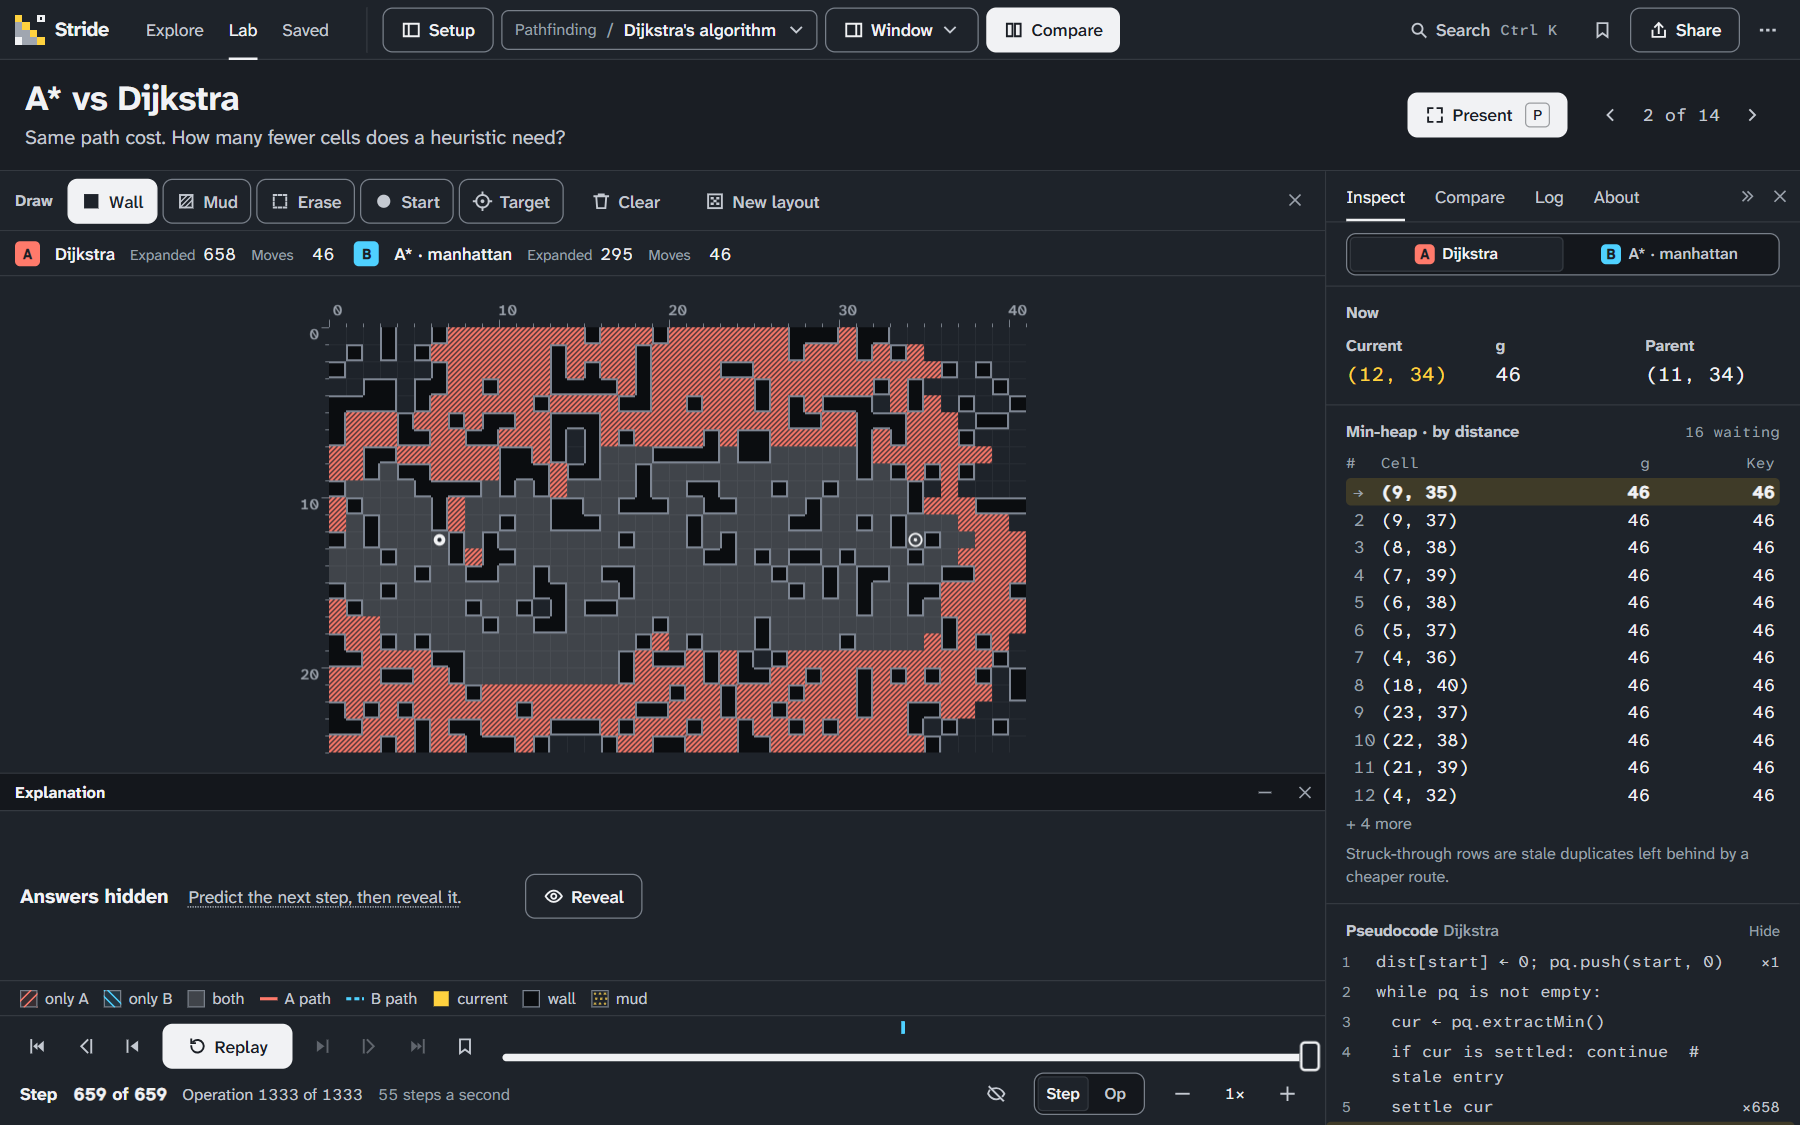 Stride
Explore
Lab
Saved
Setup
Pathfinding / Dijkstra's algorithm
Window
Compare
Search Ctrl K
Share
A* vs Dijkstra
Same path cost. How many fewer cells does a heuristic need?
Present P
2 of 14
Draw
Wall
Mud
Erase
Start
Target
Clear
New layout
A Dijkstra Expanded 658 Moves 46
B A* · manhattan Expanded 295 Moves 46
0 10 20 30 40
0
10
20
Explanation
Answers hidden
Predict the next step, then reveal it.
Reveal
only A
only B
both
A path
B path
current
wall
mud
Replay
Step 659 of 659 Operation 1333 of 1333 55 steps a second
Step Op
1×
Inspect
Compare
Log
About
A Dijkstra
B A* · manhattan
Now
Current g Parent
(12, 34) 46 (11, 34)
Min-heap · by distance 16 waiting
# Cell g Key
→ (9, 35) 46 46
2 (9, 37) 46 46
3 (8, 38) 46 46
4 (7, 39) 46 46
5 (6, 38) 46 46
6 (5, 37) 46 46
7 (4, 36) 46 46
8 (18, 40) 46 46
9 (23, 37) 46 46
10 (22, 38) 46 46
11 (21, 39) 46 46
12 (4, 32) 46 46
+ 4 more
Struck-through rows are stale duplicates left behind by a
cheaper route.
Pseudocode Dijkstra Hide
1 dist[start] ← 0; pq.push(start, 0) ×1
2 while pq is not empty:
3 cur ← pq.extractMin()
4 if cur is settled: continue #
stale entry
5 settle cur ×658